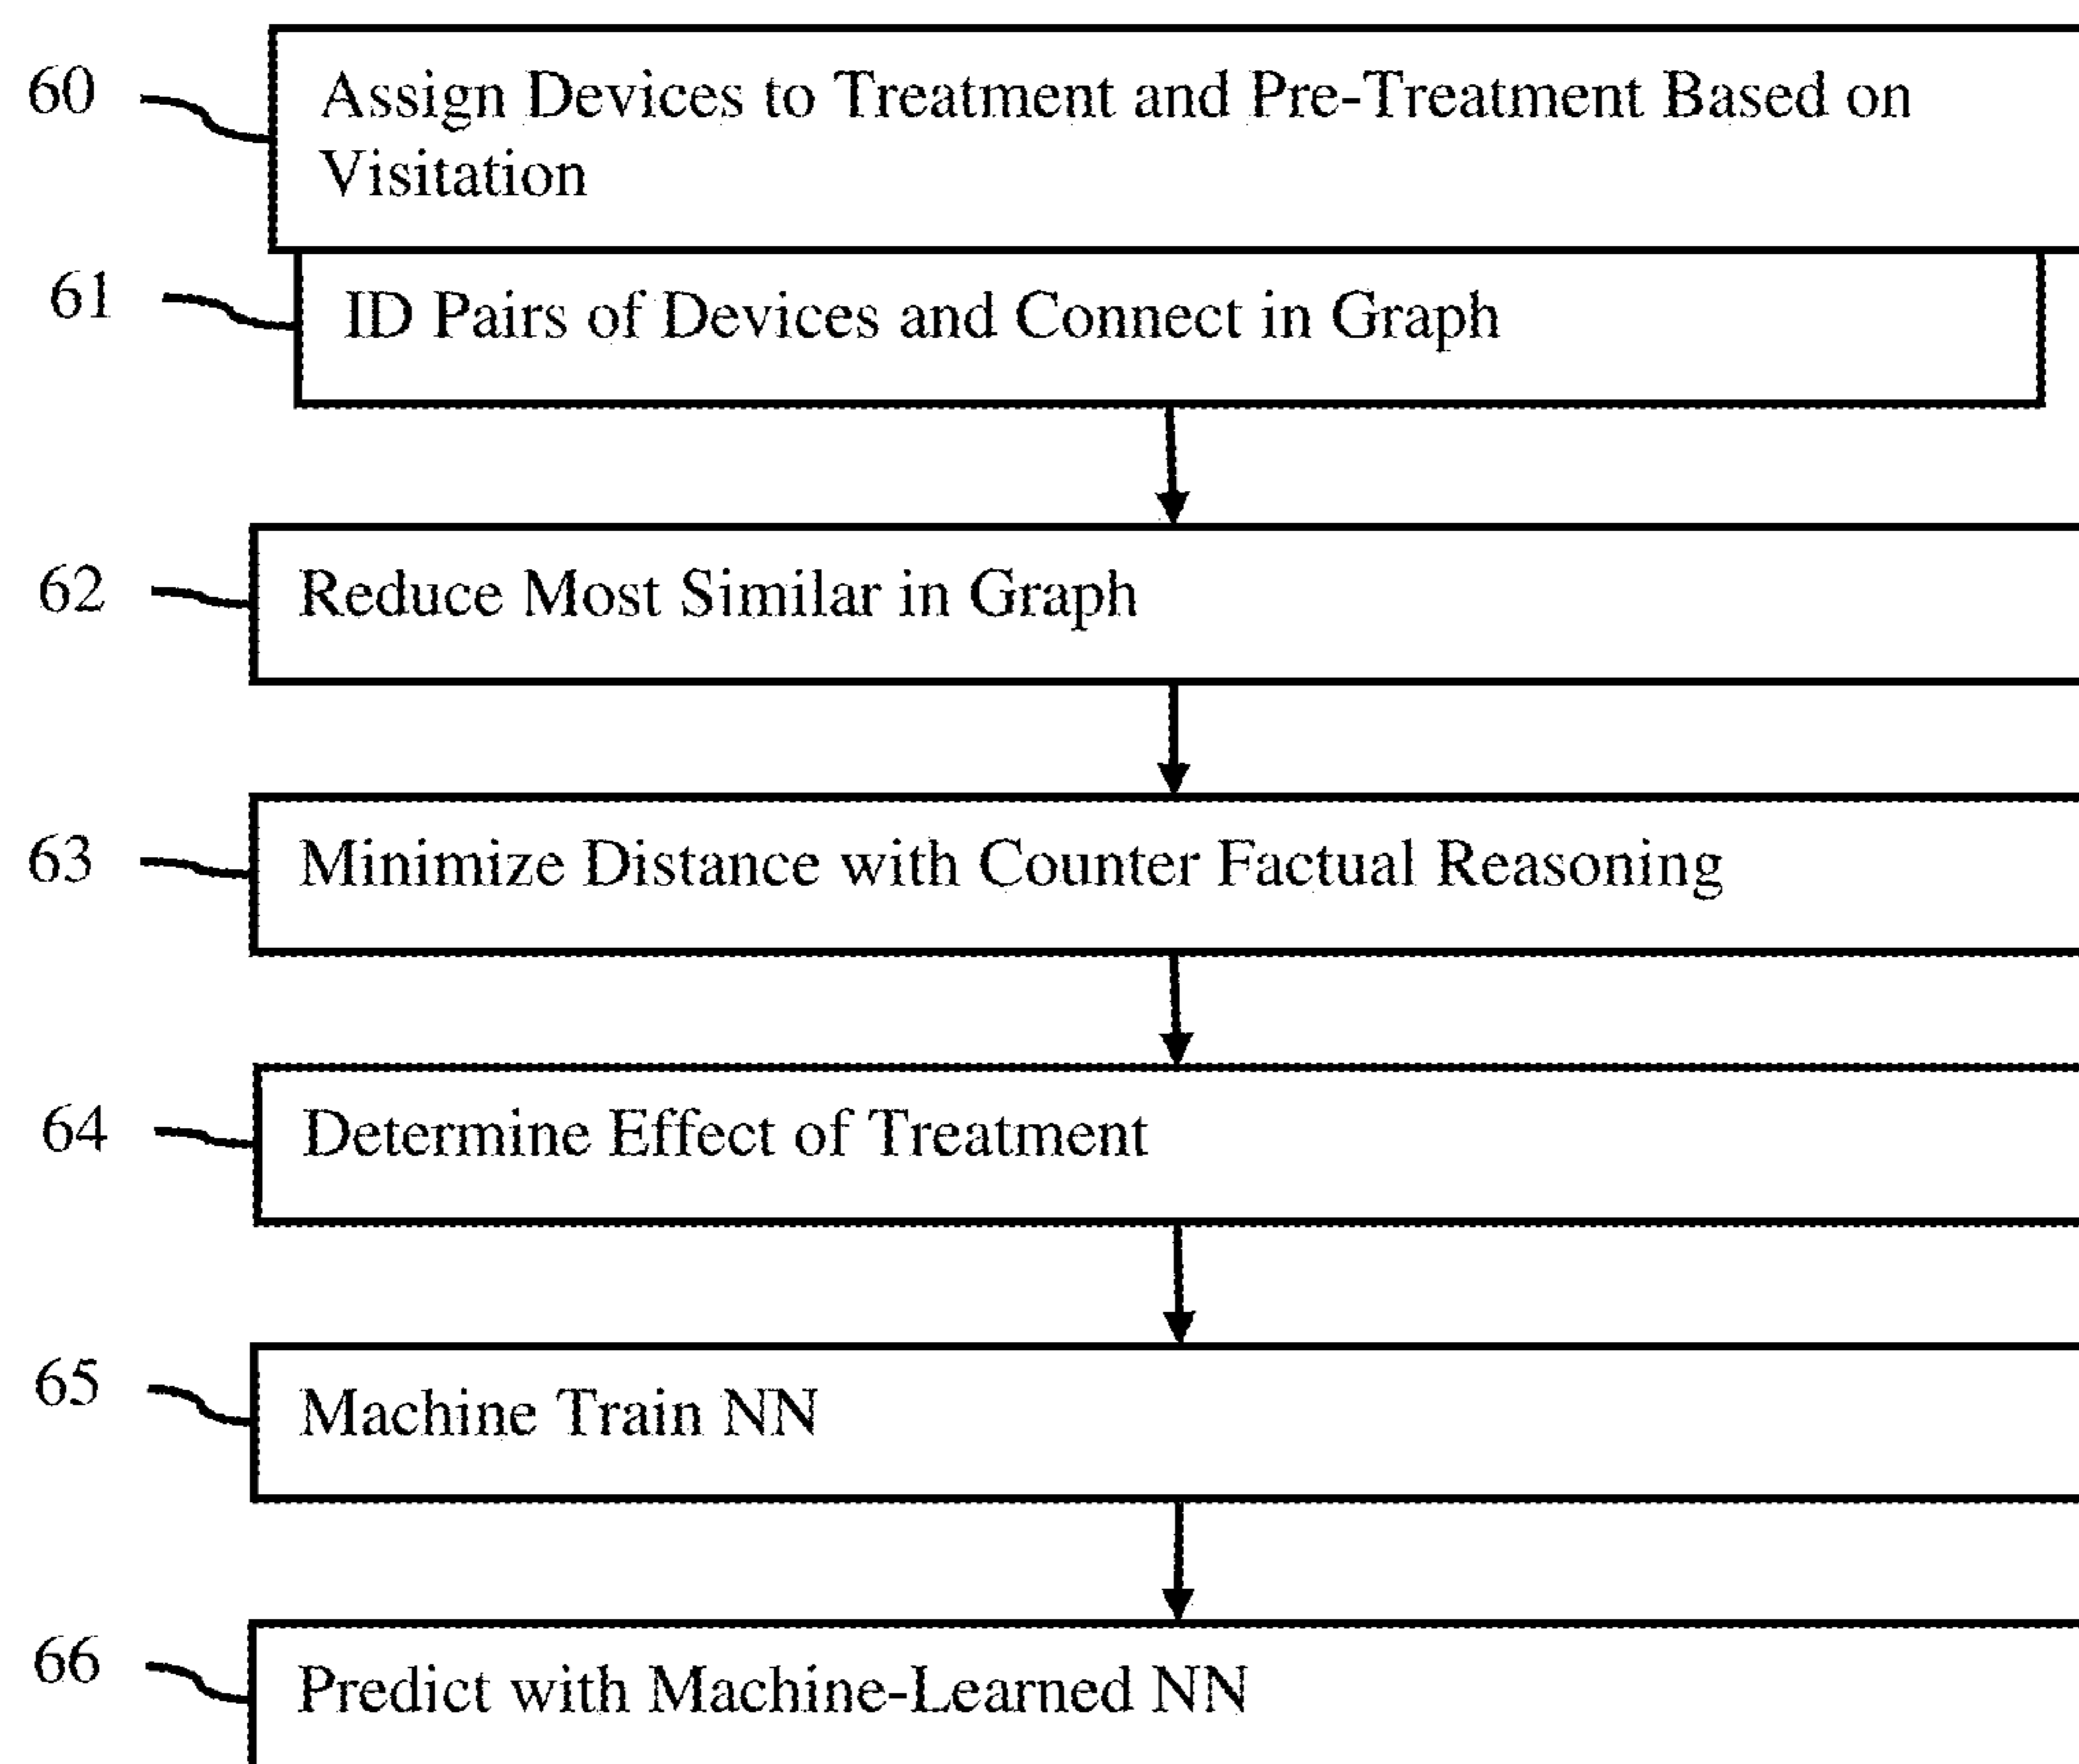 60
Assign Devices to Treatment and Pre-Treatment Based on
Visitation
61
ID Pairs of Devices and Connect in Graph
62
Reduce Most Similar in Graph
63
Minimize Distance with Counter Factual Reasoning
64
Determine Effect of Treatment
65
Machine Train NN
66
Predict with Machine-Learned NN